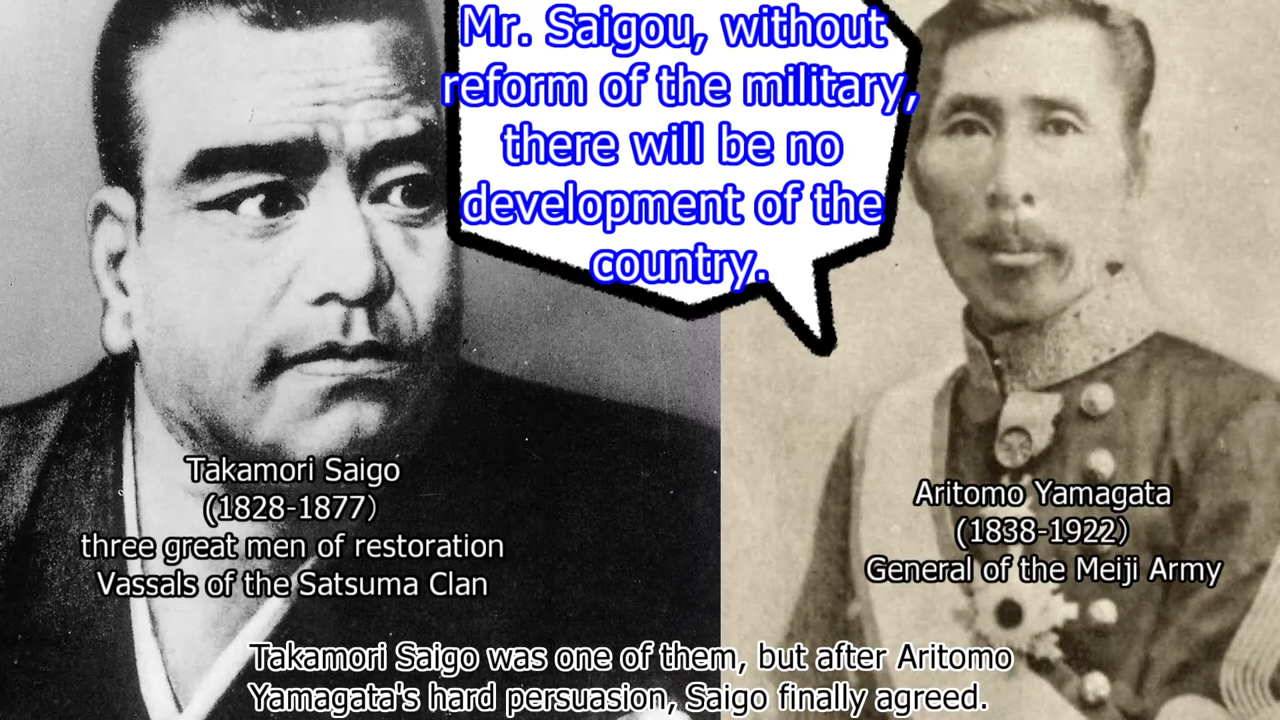 Mr. Saigou, without
reform of the military,
there will be no
development of the
country.
Takamori Saigo
(1828-1877）
three great men of restoration
Vassals of the Satsuma Clan
Aritomo Yamagata
(1838-1922）
General of the Meiji Army
Takamori Saigo was one of them, but after Aritomo
Yamagata's hard persuasion, Saigo finally agreed.